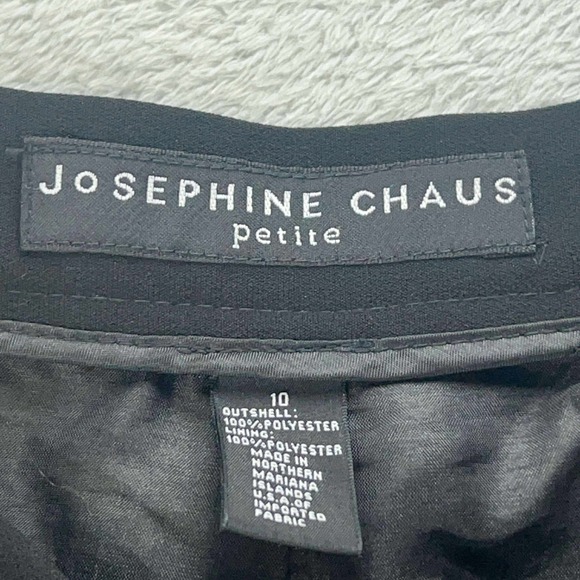 JoSEPHINE CHAUS
petite
10
OUTSHELL:
100%POLYESTER
LINING:
100%POLYESTER
MADE IN
NORTHERN
MARIANA
ISLANDS
U.S.A.OF
IMPORTED
FABRIC